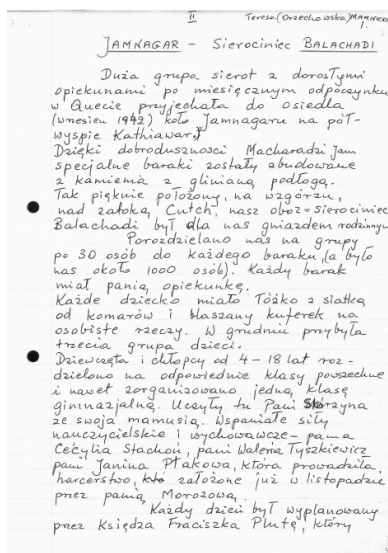 II
Teresa (Orzechowska) MAMNICKA
1.
JAMNAGAR – Sierociniec BALACHADI
Duża grupa sierot z dorosłymi
opiekunami po miesięcznym odpoczynku
w Quecie przyjechała do osiedla
(wrzesień 1942) koło Jamnagaru na pół-
wyspie Kathiawar.
Dzięki dobroduszności Macharadży Jam
specjalne baraki zostały zbudowane
z kamienia z glinianą podłogą.
Tak pięknie położony, na wzgórzu,
nad zatoką Cutch, nasz obóz = sierociniec
Balachadi był dla nas gniazdem rodzinnym
Porozdzielano nas na grupy
po 30 osób do każdego baraku, (a było
nas około 1000 osób). Każdy barak
miał panią opiekunkę.
Każde dziecko miało łóżko z siatką
od komarów i blaszany kuferek na
osobiste rzeczy. W grudniu przybyła
trzecia grupa dzieci.
Dziewczęta i chłopcy od 4 – 18 lat roz-
dzielono na odpowiednie klasy powszechne
i nawet zorganizowano jedną klasę
gimnazjalną. Uczyły tu Pani Skórzyna
ze swoją mamusią. Wspaniałe siły
nauczycielskie i wychowawcze – pama
Cecylia Stachoń, pani Waleria Tyszkiewicz
pani Janina Ptakowa, która prowadziła
harcerstwo, założone już w listopadzie
przez panią Morozową.
Każdy dzień był wyplanowany
przez Księdza Franciszka Plutę, który